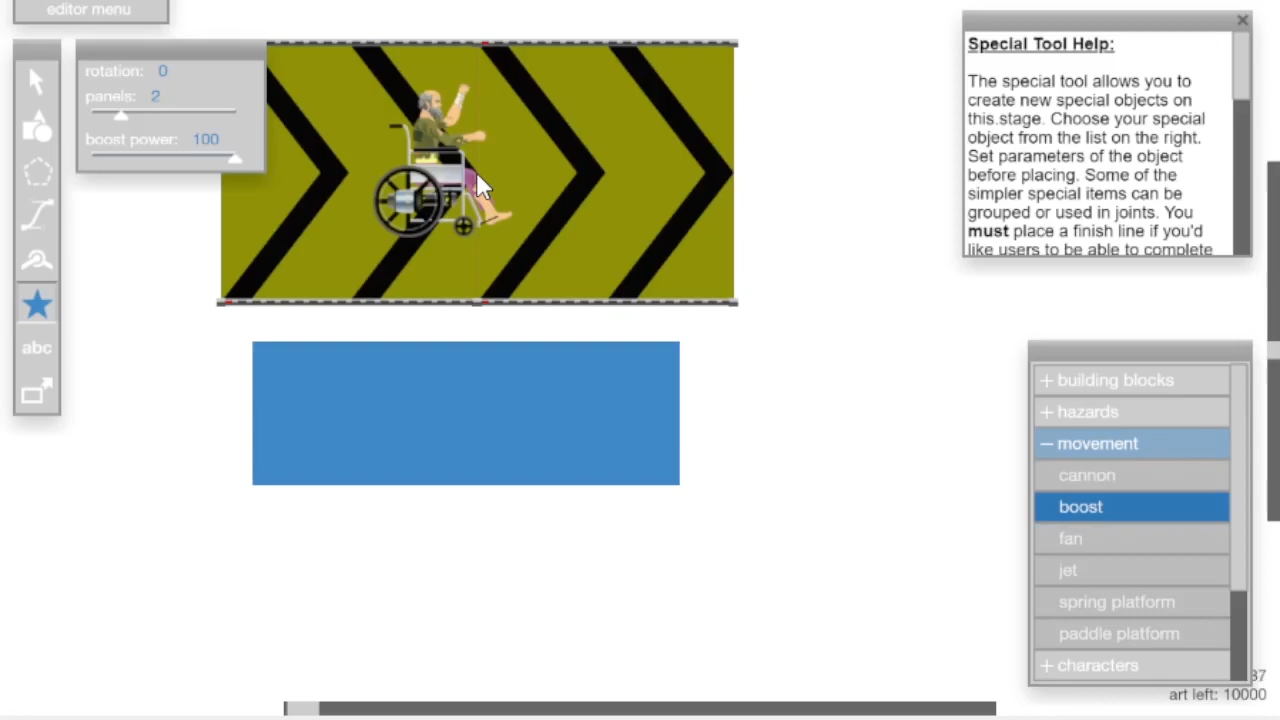 editor menu
rotation: 0
panels: 2
boost power: 100
abc
Special Tool Help:
The special tool allows you to
create new special objects on
this.stage. Choose your special
object from the list on the right.
Set parameters of the object
before placing. Some of the
simpler special items can be
grouped or used in joints. You
must place a finish line if you'd
like users to be able to complete
+ building blocks
+ hazards
− movement
cannon
boost
fan
jet
spring platform
paddle platform
+ characters
art left: 10000